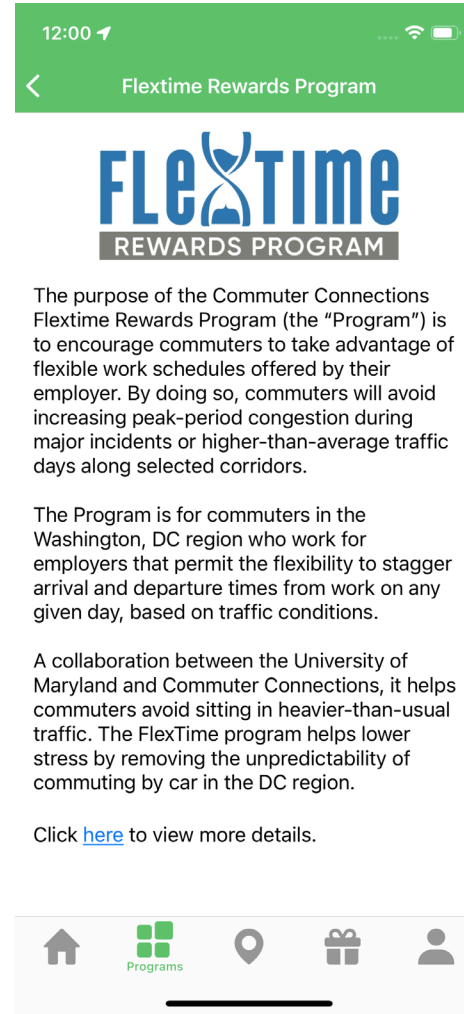 12:00
Flextime Rewards Program
FLEXTIME
REWARDS PROGRAM
The purpose of the Commuter Connections
Flextime Rewards Program (the “Program”) is
to encourage commuters to take advantage of
flexible work schedules offered by their
employer. By doing so, commuters will avoid
increasing peak-period congestion during
major incidents or higher-than-average traffic
days along selected corridors.
The Program is for commuters in the
Washington, DC region who work for
employers that permit the flexibility to stagger
arrival and departure times from work on any
given day, based on traffic conditions.
A collaboration between the University of
Maryland and Commuter Connections, it helps
commuters avoid sitting in heavier-than-usual
traffic. The FlexTime program helps lower
stress by removing the unpredictability of
commuting by car in the DC region.
Click here to view more details.
Programs